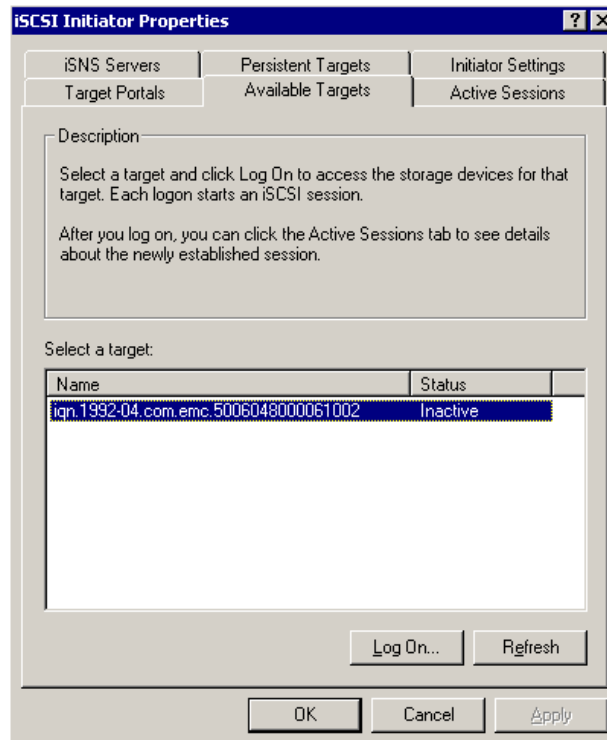 iSCSI Initiator Properties
iSNS Servers Persistent Targets Initiator Settings
Target Portals Available Targets Active Sessions
Description
Select a target and click Log On to access the storage devices for that
target. Each logon starts an iSCSI session.
After you log on, you can click the Active Sessions tab to see details
about the newly established session.
Select a target:
Name Status
iqn.1992-04.com.emc.5006048000061002 Inactive
Log On... Refresh
OK Cancel Apply